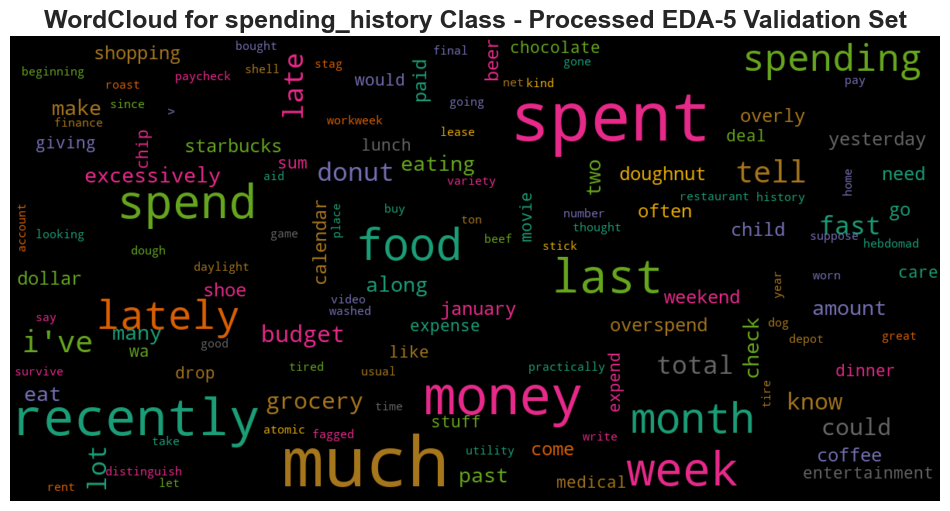 WordCloud for spending_history Class - Processed EDA-5 Validation Set
bought final beer chocolate spending
shopping gone
beginning shell stag late paid pay
roast paycheck would net kind
make since > going spent overly
finance workweek
giving chip starbucks lunch lease deal yesterday
excessively sum donut eating two doughnut tell need
aid variety restaurant history home
spend calendar place buy number often child fast go
account looking game food ton movie thought suppose hebdomad
dough beef stick
dollar daylight along last year worn care
shoe video weekend
say lately washed january amount
i've many budget expense overspend dog
wa good like check depot great
survive drop tired usual practically expend total dinner
eat grocery time money tire know
recently stuff month could
take atomic fagged write
lot much utility come coffee
distinguish past week entertainment
rent let medical